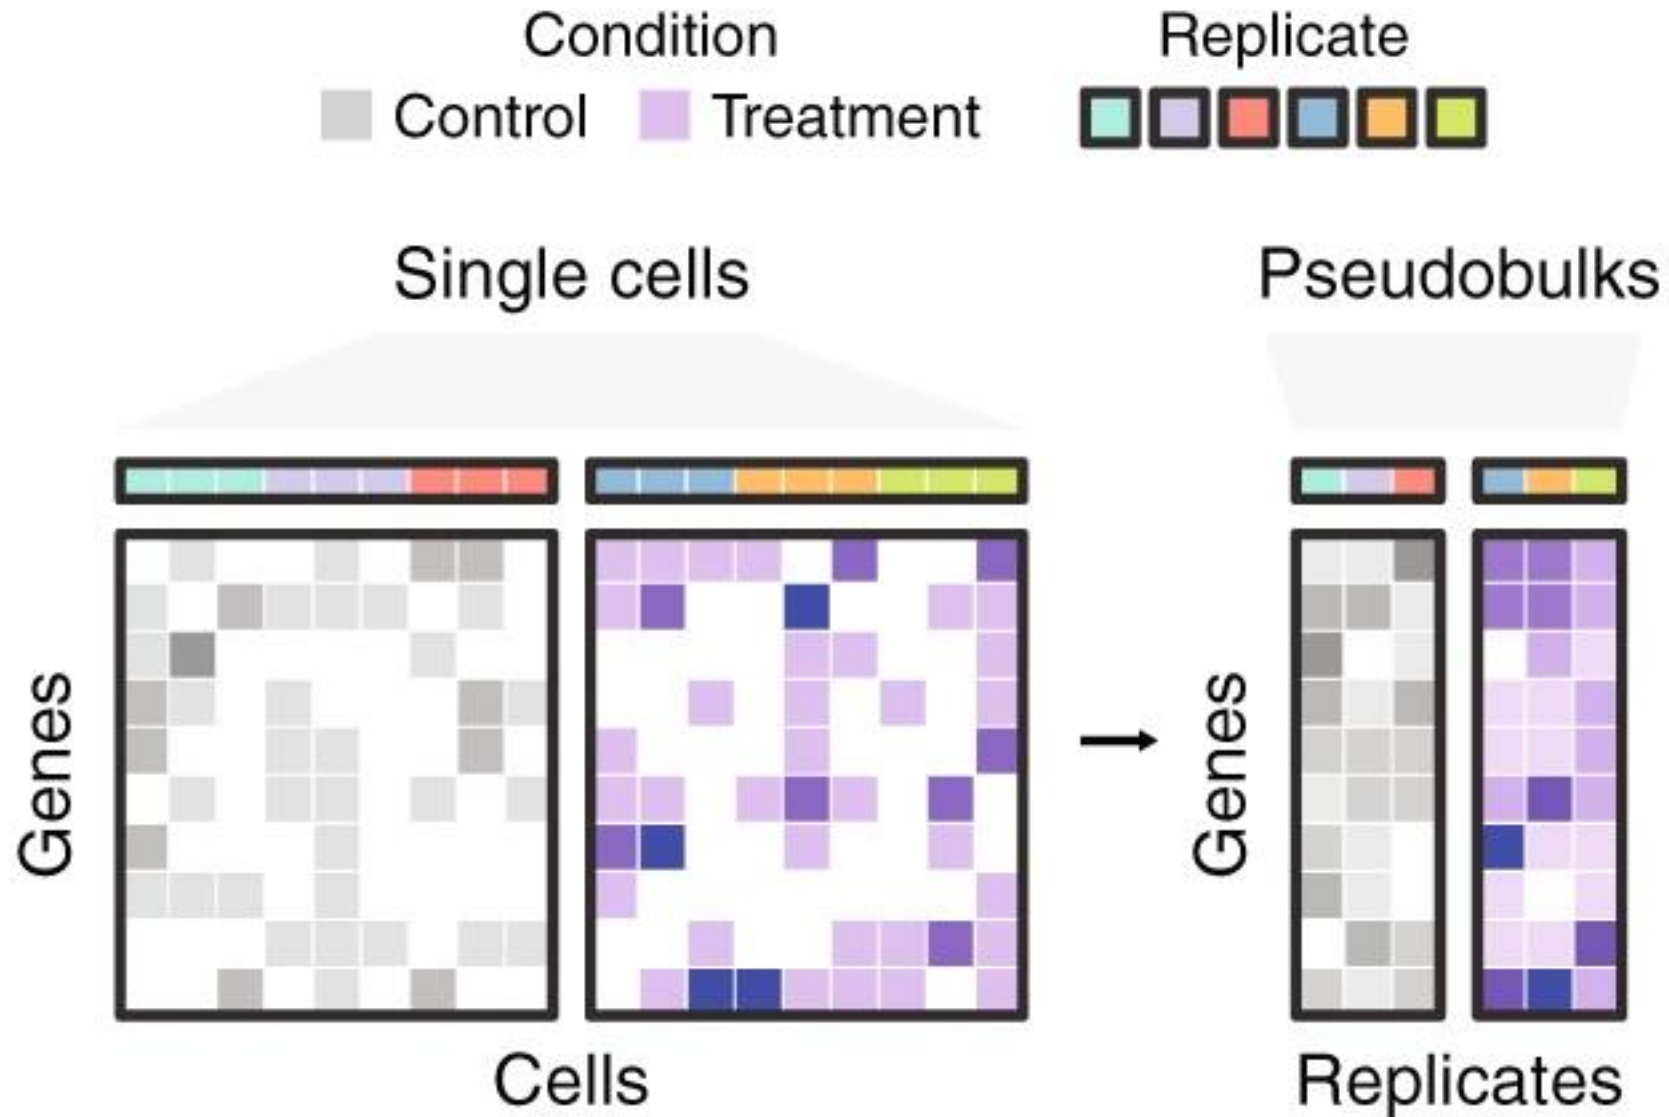 Condition
Replicate
Control
Treatment
Single cells
Pseudobulks
Genes
Genes
Cells
Replicates